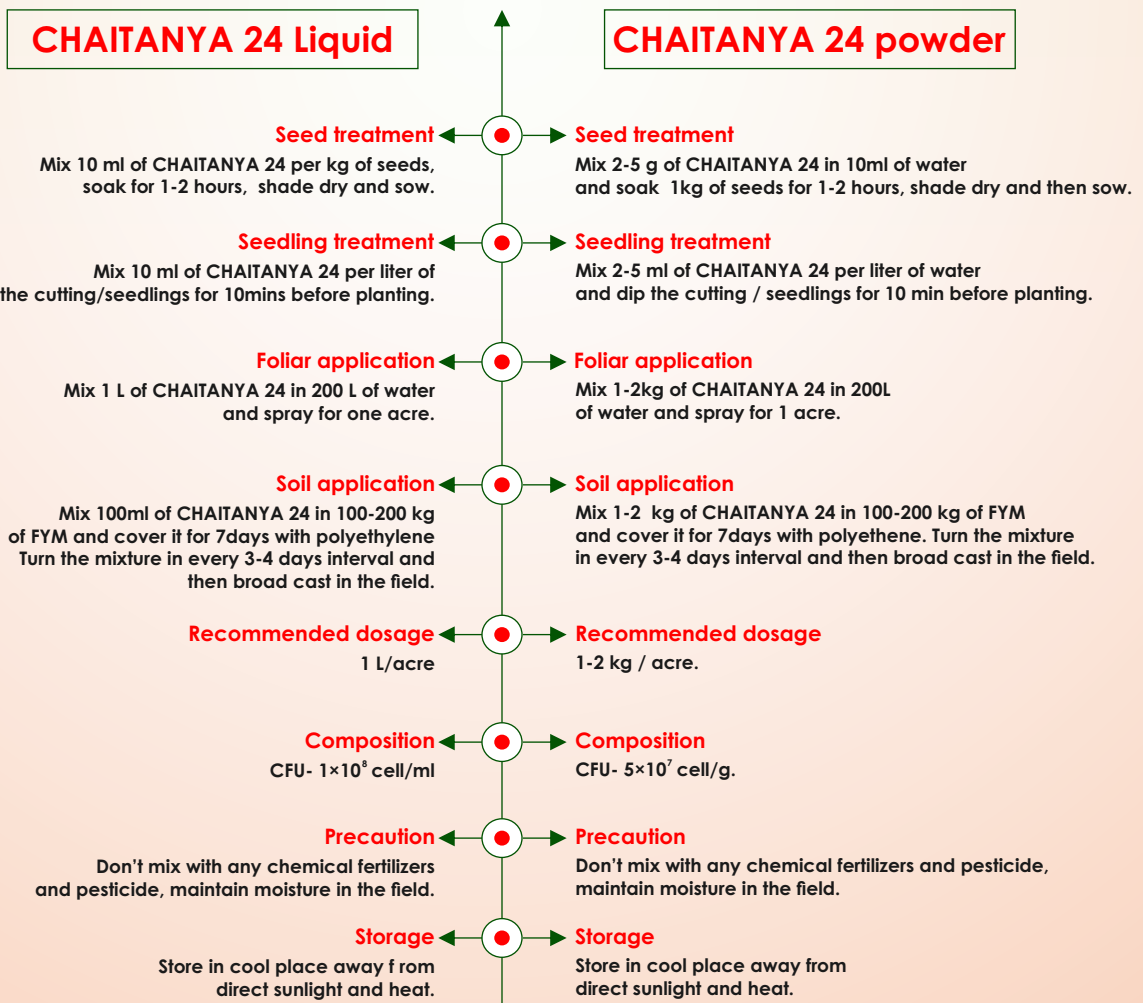 CHAITANYA 24 Liquid
Seed treatment
Mix 10 ml of CHAITANYA 24 per kg of seeds,
soak for 1-2 hours, shade dry and sow.
Seedling treatment
Mix 10 ml of CHAITANYA 24 per liter of
the cutting/seedlings for 10mins before planting.
Foliar application
Mix 1 L of CHAITANYA 24 in 200 L of water
and spray for one acre.
Soil application
Mix 100ml of CHAITANYA 24 in 100-200 kg
of FYM and cover it for 7days with polyethylene
Turn the mixture in every 3-4 days interval and
then broad cast in the field.
Recommended dosage
1 L/acre
Composition
CFU- 1×10⁸ cell/ml
Precaution
Don't mix with any chemical fertilizers
and pesticide, maintain moisture in the field.
Storage
Store in cool place away f rom
direct sunlight and heat.
CHAITANYA 24 powder
Seed treatment
Mix 2-5 g of CHAITANYA 24 in 10ml of water
and soak 1kg of seeds for 1-2 hours, shade dry and then sow.
Seedling treatment
Mix 2-5 ml of CHAITANYA 24 per liter of water
and dip the cutting / seedlings for 10 min before planting.
Foliar application
Mix 1-2kg of CHAITANYA 24 in 200L
of water and spray for 1 acre.
Soil application
Mix 1-2 kg of CHAITANYA 24 in 100-200 kg of FYM
and cover it for 7days with polyethene. Turn the mixture
in every 3-4 days interval and then broad cast in the field.
Recommended dosage
1-2 kg / acre.
Composition
CFU- 5×10⁷ cell/g.
Precaution
Don't mix with any chemical fertilizers and pesticide,
maintain moisture in the field.
Storage
Store in cool place away from
direct sunlight and heat.